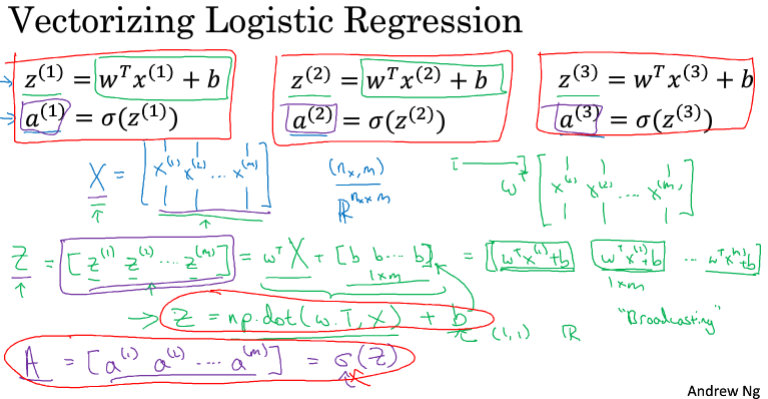 Vectorizing Logistic Regression
z⁽¹⁾ = wᵀx⁽¹⁾ + b
a⁽¹⁾ = σ(z⁽¹⁾)
z⁽²⁾ = wᵀx⁽²⁾ + b
a⁽²⁾ = σ(z⁽²⁾)
z⁽³⁾ = wᵀx⁽³⁾ + b
a⁽³⁾ = σ(z⁽³⁾)
X = [x⁽¹⁾ x⁽²⁾ ... x⁽ᵐ⁾]
(nₓ, m)
ℝⁿˣ ˣ ᵐ
wᵀ [x⁽¹⁾ x⁽²⁾ ... x⁽ᵐ⁾]
Z = [z⁽¹⁾ z⁽²⁾ ... z⁽ᵐ⁾] = wᵀX + [b b ... b] = [wᵀx⁽¹⁾+b wᵀx⁽²⁾+b ... wᵀx⁽ᵐ⁾+b]
1×m
1×m
→ Z = np.dot(w.T, X) + b
(1,1) ℝ
"Broadcasting"
A = [a⁽¹⁾ a⁽²⁾ ... a⁽ᵐ⁾] = σ(Z)
Andrew Ng